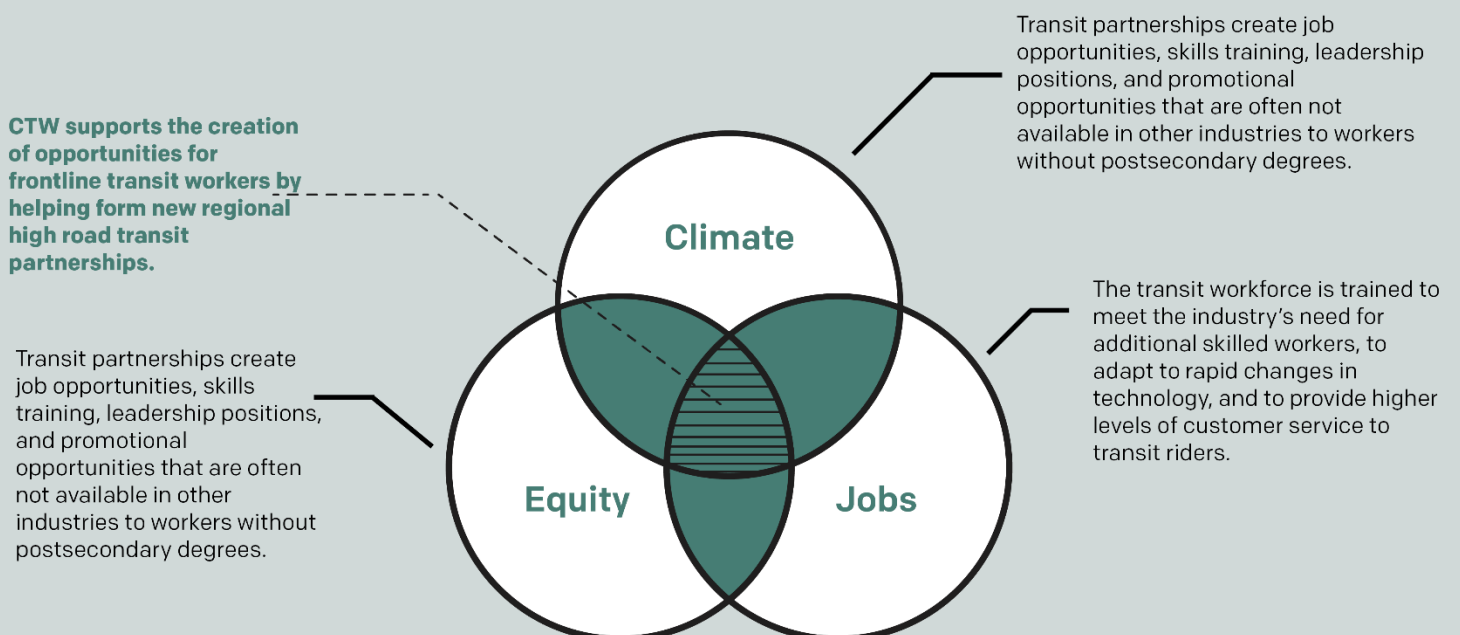 Transit partnerships create job
opportunities, skills training, leadership
positions, and promotional
opportunities that are often not
available in other industries to workers
without postsecondary degrees.
CTW supports the creation
of opportunities for
frontline transit workers by
helping form new regional
high road transit
partnerships.
Climate
The transit workforce is trained to
meet the industry's need for
additional skilled workers, to
adapt to rapid changes in
technology, and to provide higher
levels of customer service to
transit riders.
Transit partnerships create
job opportunities, skills
training, leadership positions,
and promotional
opportunities that are often
not available in other
industries to workers without
postsecondary degrees.
Equity
Jobs